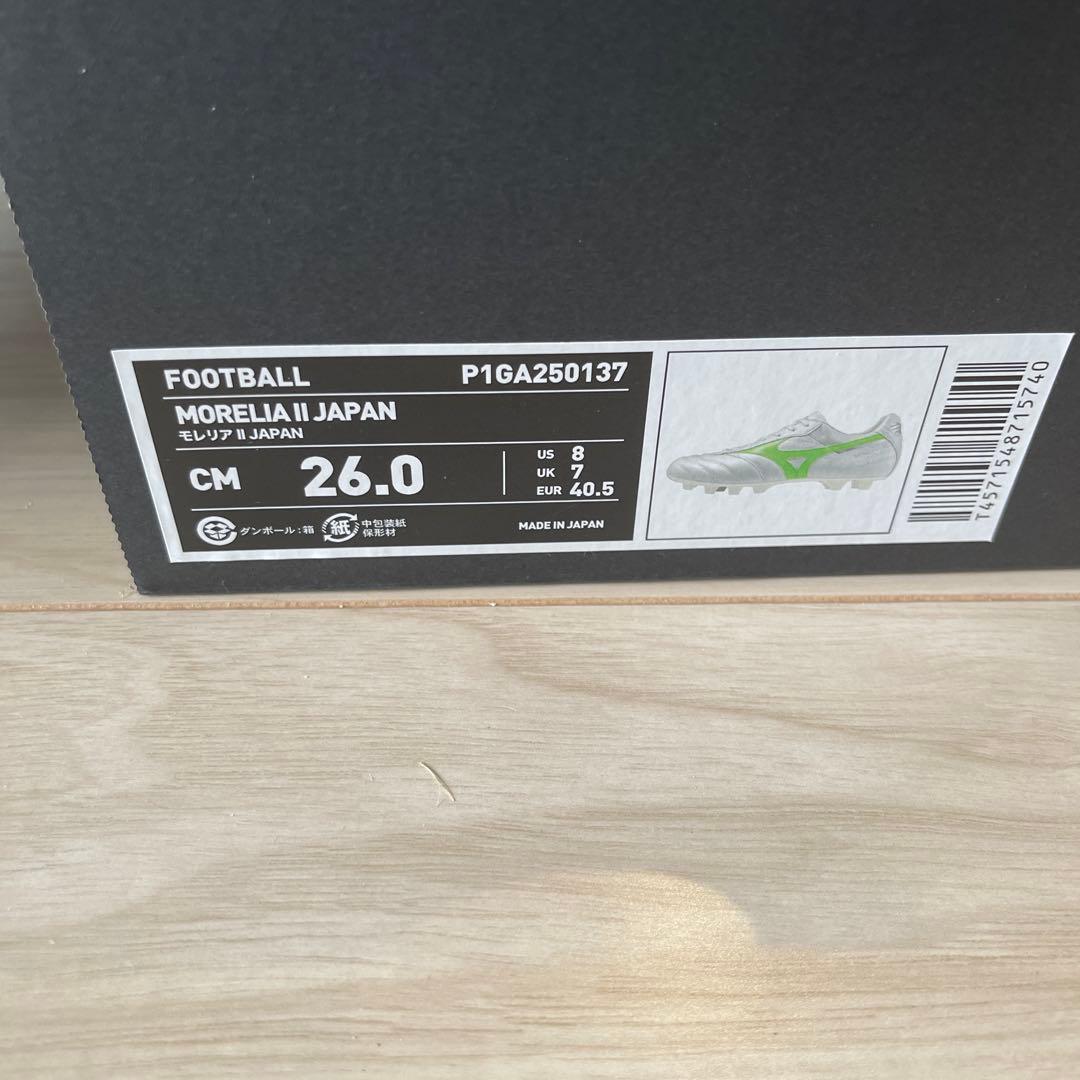 FOOTBALL P1GA250137
MORELIA II JAPAN
モレリア II JAPAN
CM 26.0
US 8
UK 7
EUR 40.5
ダンボール:箱
紙 中包装紙
保形材
MADE IN JAPAN
T4571548715740